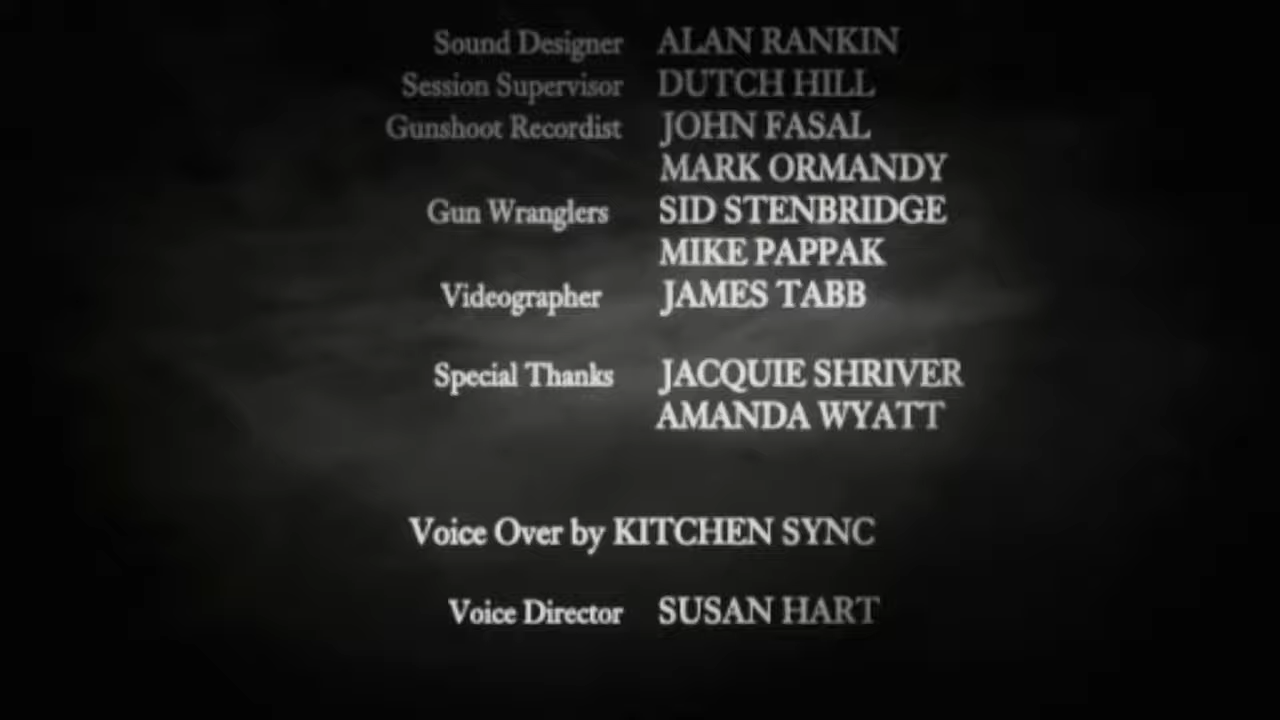 Sound Designer ALAN RANKIN
Session Supervisor DUTCH HILL
Gunshoot Recordist JOHN FASAL
MARK ORMANDY
Gun Wranglers SID STENBRIDGE
MIKE PAPPAK
Videographer JAMES TABB
Special Thanks JACQUIE SHRIVER
AMANDA WYATT
Voice Over by KITCHEN SYNC
Voice Director SUSAN HART